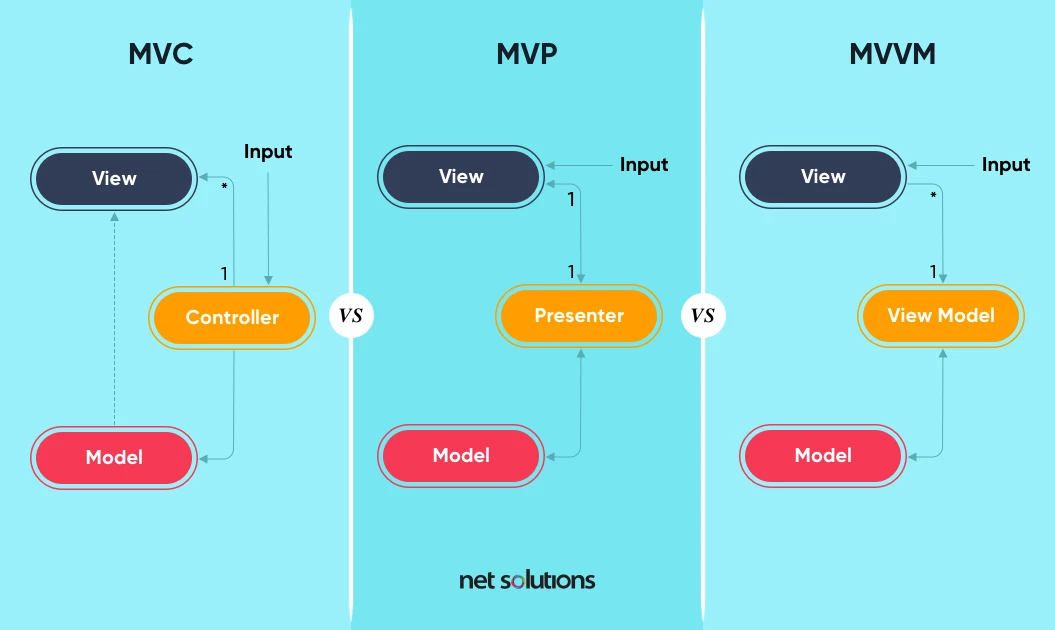 MVC
Input
View
*
1
Controller
Model
VS
MVP
Input
View
1
1
Presenter
Model
VS
MVVM
Input
View
*
1
View Model
Model
net solutions